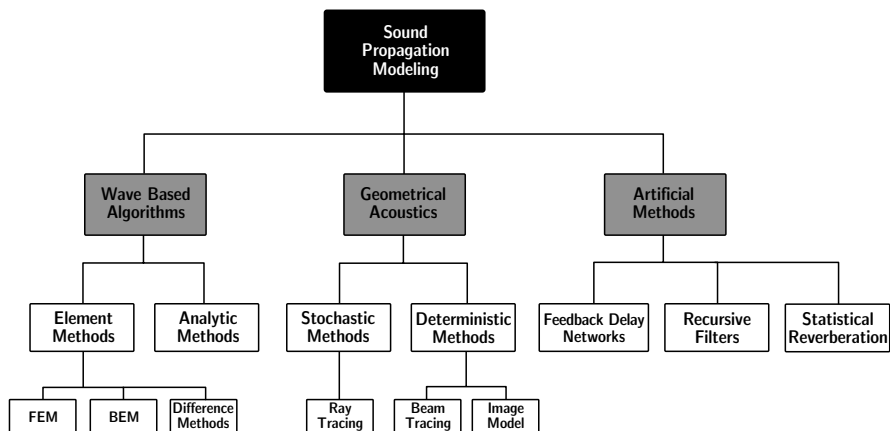 Sound
Propagation
Modeling
Wave Based
Algorithms
Geometrical
Acoustics
Artificial
Methods
Element
Methods
Analytic
Methods
Stochastic
Methods
Deterministic
Methods
Feedback Delay
Networks
Recursive
Filters
Statistical
Reverberation
FEM
BEM
Difference
Methods
Ray
Tracing
Beam
Tracing
Image
Model